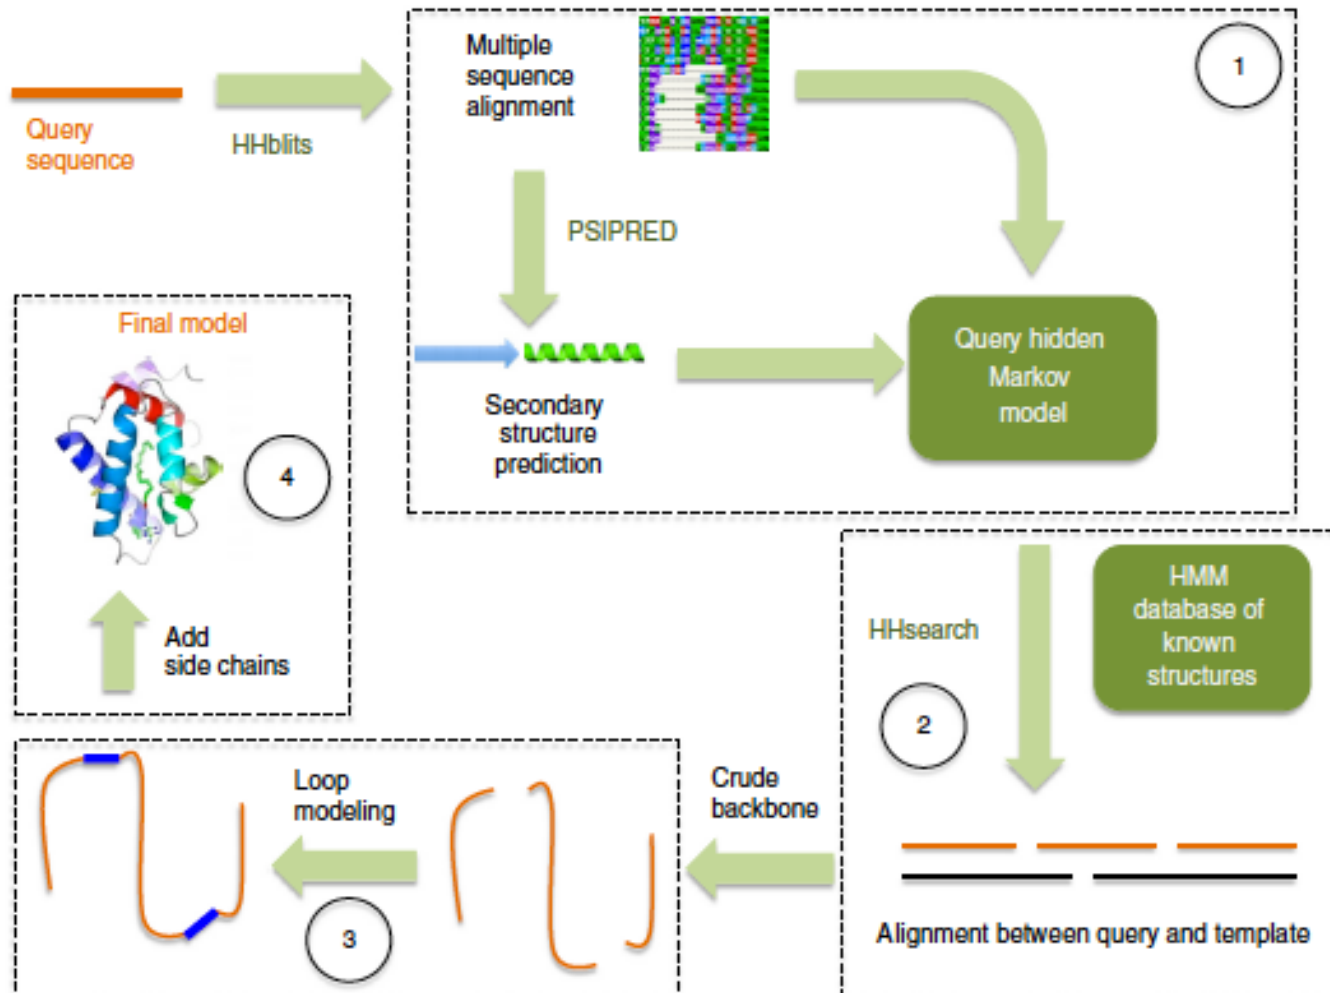 Query
sequence
HHblits
Multiple
sequence
alignment
1
PSIPRED
Secondary
structure
prediction
Query hidden
Markov
model
HHsearch
HMM
database of
known
structures
2
Alignment between query and template
Crude
backbone
Loop
modeling
3
Add
side chains
4
Final model